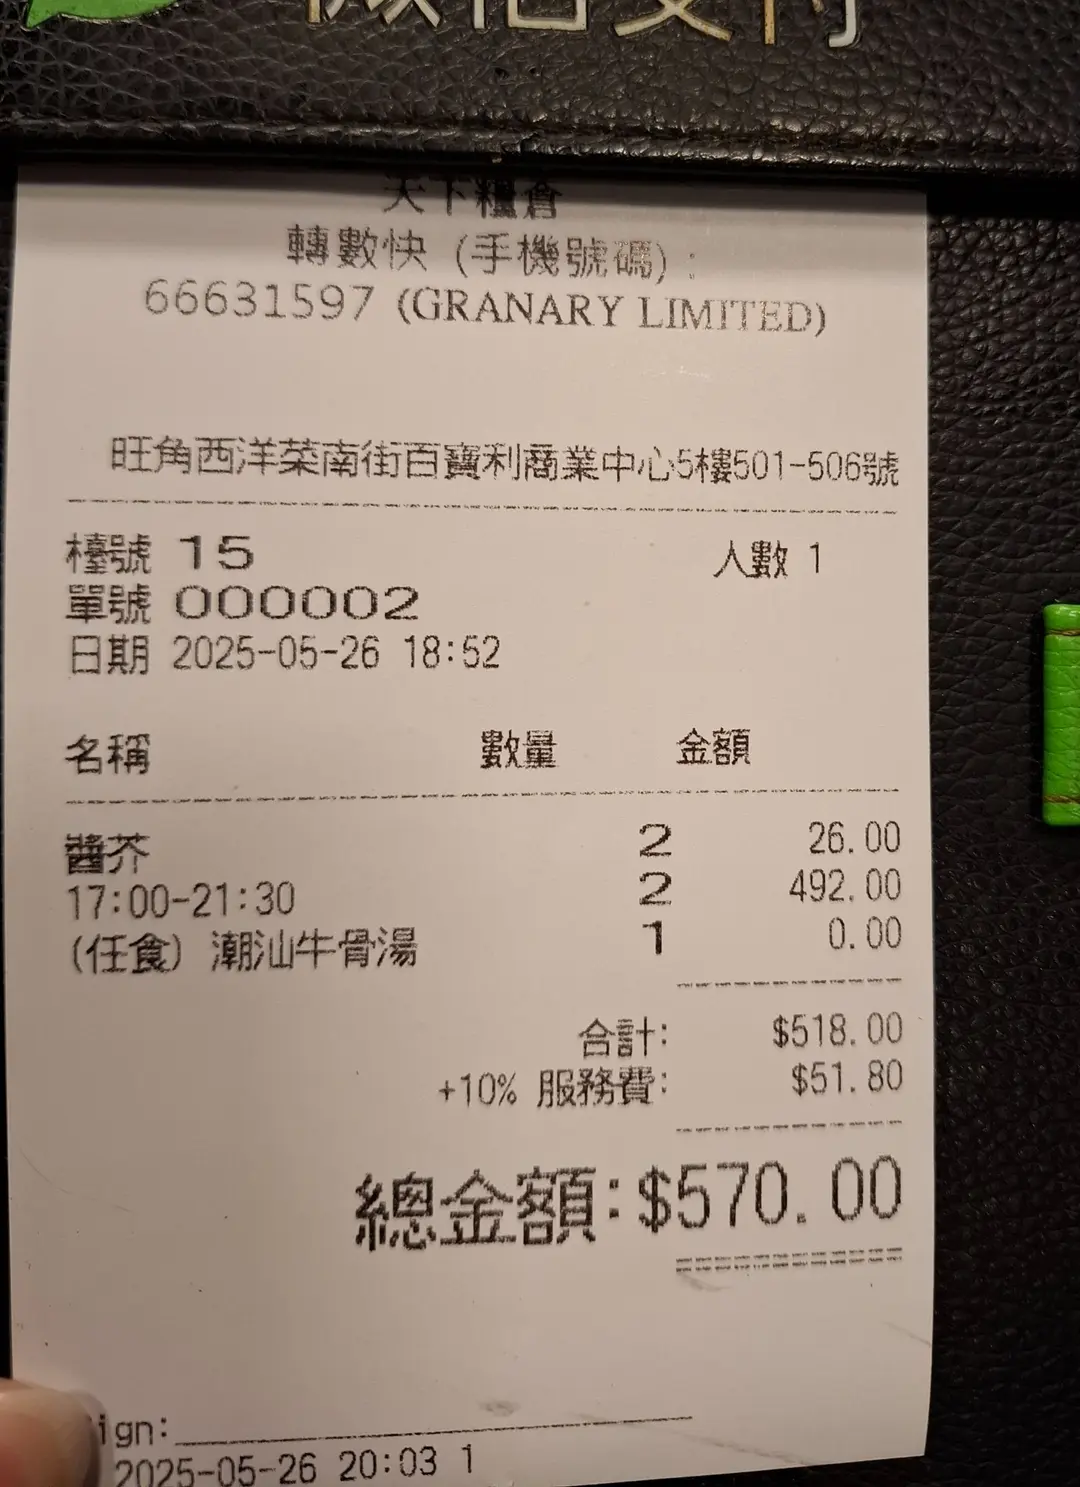 微信支付
天下糧倉
轉數快 (手機號碼) :
66631597 (GRANARY LIMITED)
旺角西洋菜南街百寶利商業中心5樓501-506號
檯號 15 人數 1
單號 000002
日期 2025-05-26 18:52
名稱 數量 金額
醬芥 2 26.00
17:00-21:30 2 492.00
(任食) 潮汕牛骨湯 1 0.00
合計: $518.00
+10% 服務費: $51.80
總金額: $570.00
ign:
2025-05-26 20:03 1